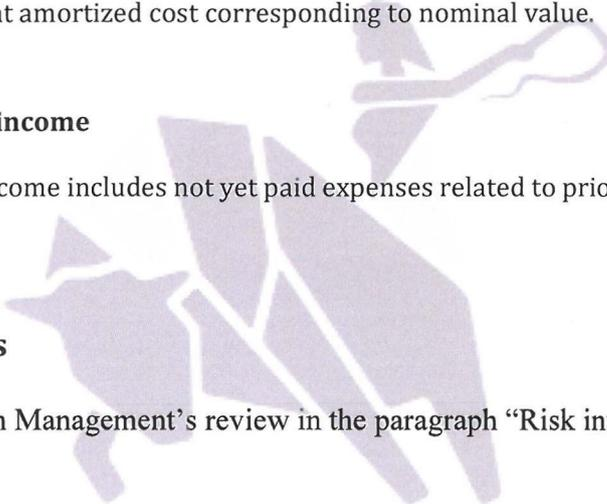 at amortized cost corresponding to nominal value.
income
come includes not yet paid expenses related to prio
s
n Management’s review in the paragraph “Risk in